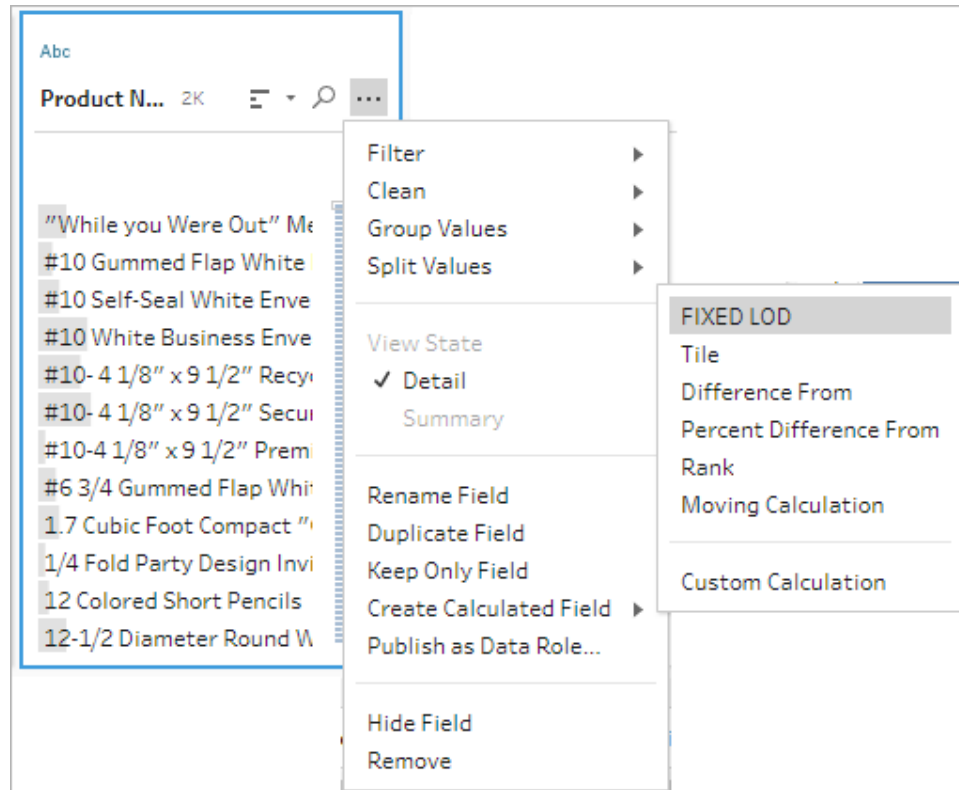 Abc
Product N... 2K
"While you Were Out" Me
#10 Gummed Flap White
#10 Self-Seal White Enve
#10 White Business Enve
#10- 4 1/8" x 9 1/2" Recy
#10- 4 1/8" x 9 1/2" Secur
#10-4 1/8" x 9 1/2" Premi
#6 3/4 Gummed Flap Whit
1.7 Cubic Foot Compact "
1/4 Fold Party Design Invi
12 Colored Short Pencils
12-1/2 Diameter Round W
Filter
Clean
Group Values
Split Values
View State
✓ Detail
Summary
Rename Field
Duplicate Field
Keep Only Field
Create Calculated Field
Publish as Data Role...
Hide Field
Remove
FIXED LOD
Tile
Difference From
Percent Difference From
Rank
Moving Calculation
Custom Calculation